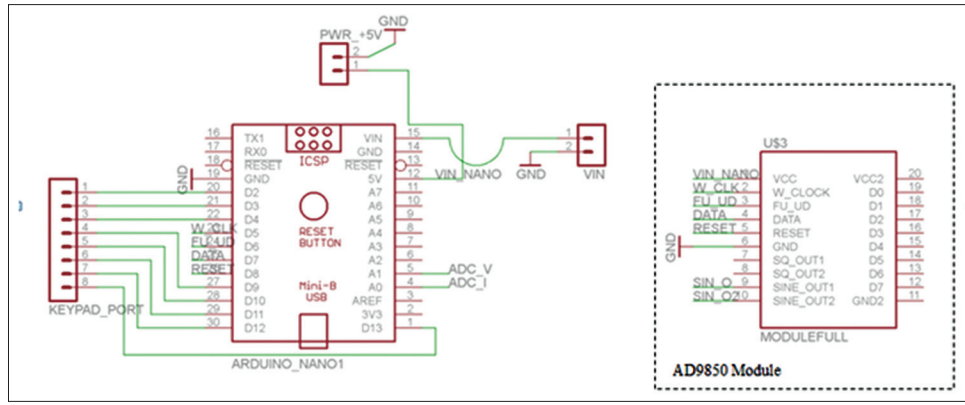 PWR_+5V
GND
2
1
16 TX1 VIN 15
17 RX0 GND 14
18 RESET RESET 13
19 GND 5V 12
20 D2 A7 11
21 D3 A6 10
22 D4 A5 9
23 D5 A4 8
24 D6 A3 7
25 D7 A2 6
26 D8 A1 5
27 D9 A0 4
28 D10 AREF 3
29 D11 3V3 2
30 D12 D13 1
ICSP
RESET
BUTTON
Mini-B
USB
ARDUINO_NANO1
GND
W_CLK
FU_UD
DATA
RESET
1
2
3
4
5
6
7
8
KEYPAD_PORT
VIN_NANO
ADC_V
ADC_I
1
2
GND
VIN
U$3
VIN_NANO VCC VCC2 20
W_CLK 2 W_CLOCK D0 19
FU_UD 3 FU_UD D1 18
DATA 4 DATA D2 17
RESET 5 RESET D3 16
GND 6 GND D4 15
7 SQ_OUT1 D5 14
8 SQ_OUT2 D6 13
SIN_O 9 SINE_OUT1 D7 12
SIN_O2 10 SINE_OUT2 GND2 11
MODULEFULL
AD9850 Module